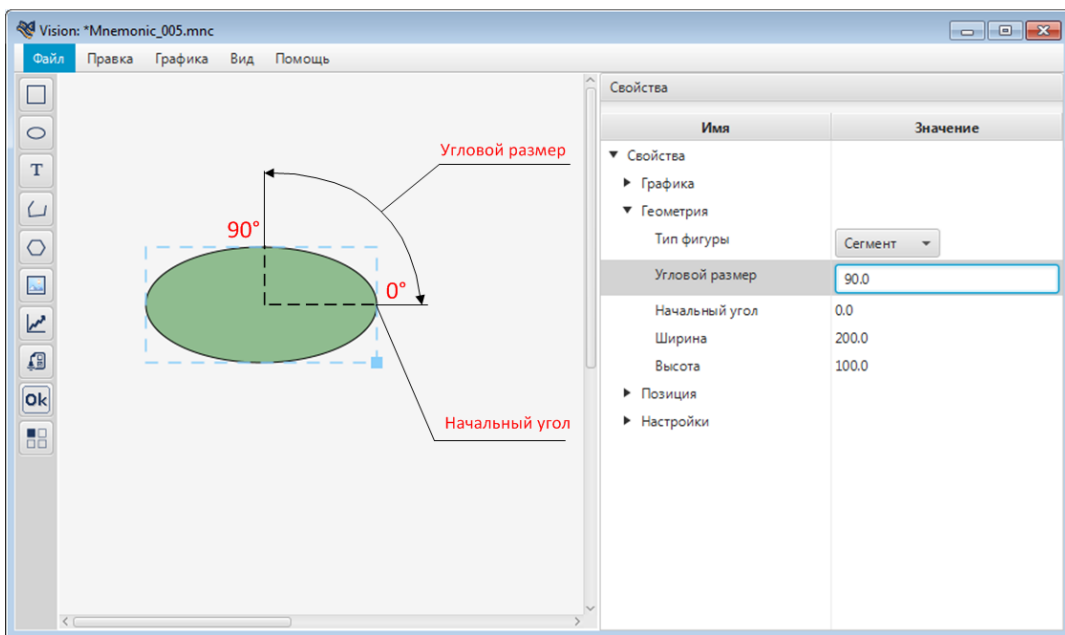 Vision: *Mnemonic_005.mnc
Файл Правка Графика Вид Помощь
Свойства
Имя Значение
Свойства
Графика
Геометрия
Тип фигуры Сегмент
Угловой размер 90.0
Начальный угол 0.0
Ширина 200.0
Высота 100.0
Позиция
Настройки
T
Ok
Угловой размер
90°
0°
Начальный угол